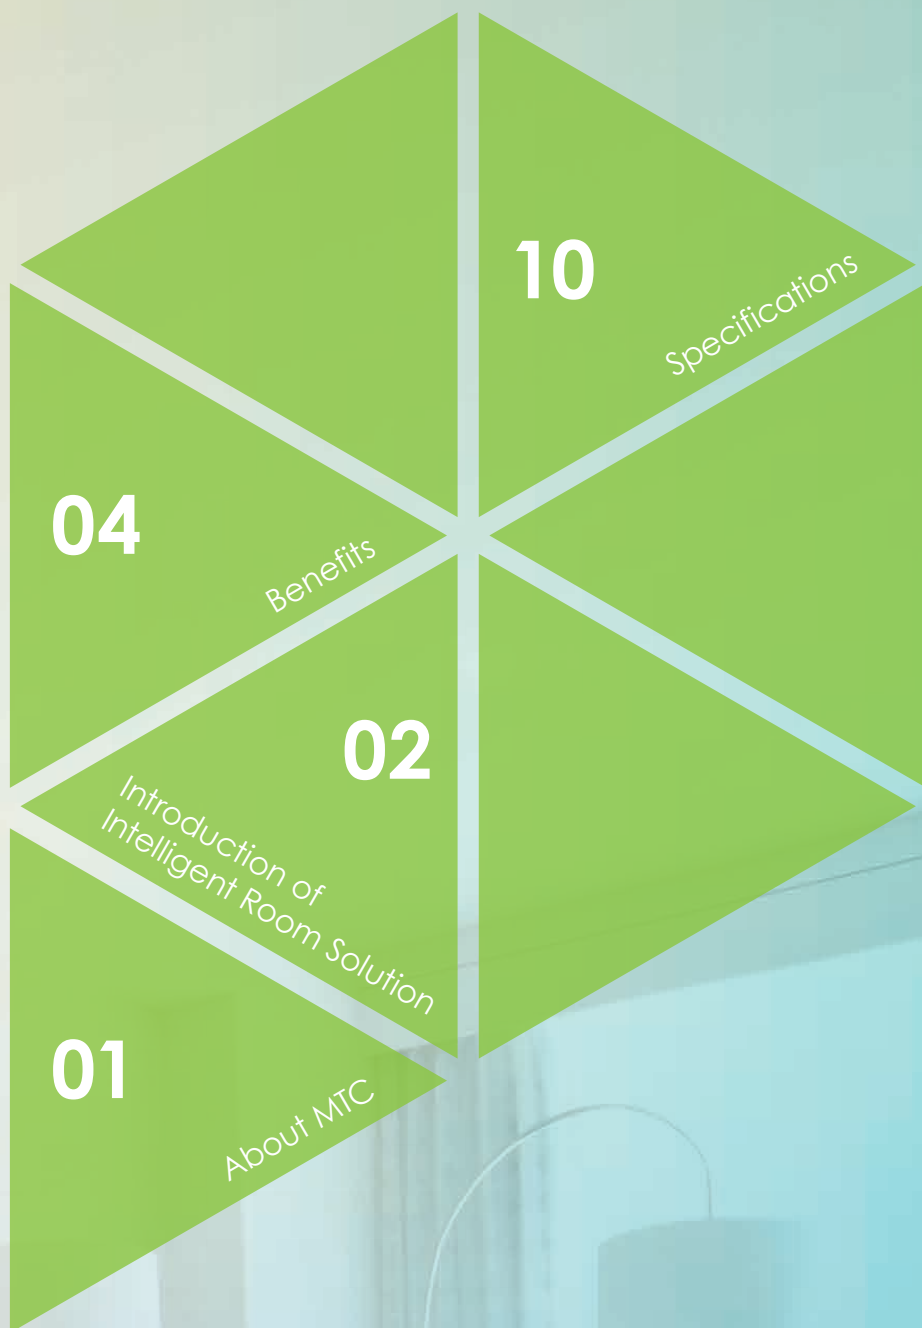 10
Specifications
04
Benefits
02
Introduction of
Intelligent Room Solution
01
About MTC